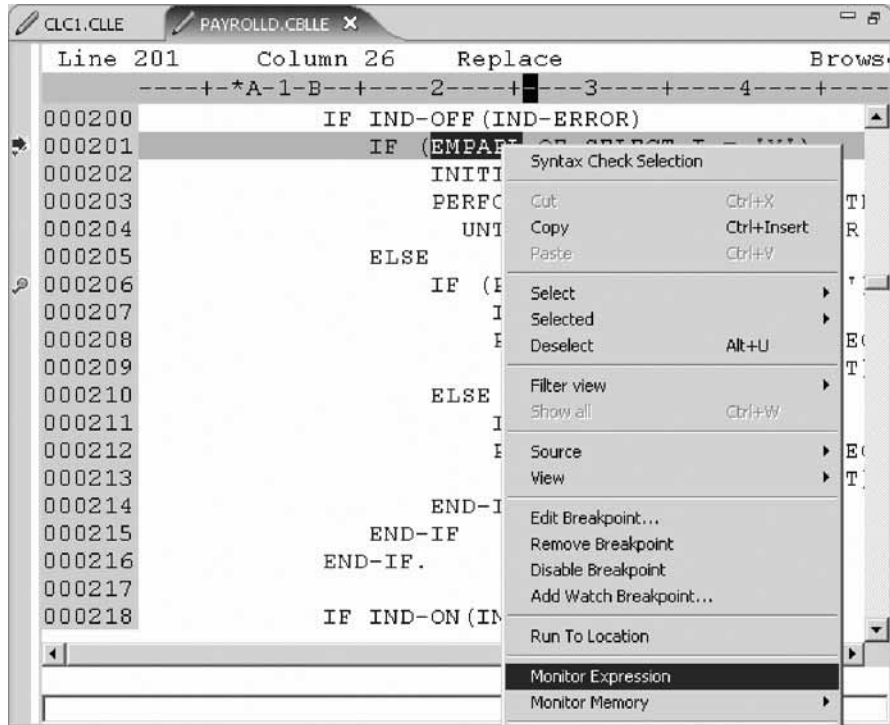 CLC1.CLLE PAYROLLD.CBLLE
Line 201 Column 26 Replace Brows
----+-*A-1-B--+----2----+----3----+----4----+----
000200 IF IND-OFF(IND-ERROR)
000201 IF (EMPAPL OF SELECT-I = 'X')
000202 INITI
000203 PERFO
000204 UNT R
000205 ELSE
000206 IF (
000207
000208
000209 T
000210 ELSE
000211
000212
000213 T
000214 END-I
000215 END-IF
000216 END-IF.
000217
000218 IF IND-ON(IN
Syntax Check Selection
Cut Ctrl+X
Copy Ctrl+Insert
Paste Ctrl+V
Select
Selected
Deselect Alt+U
Filter view
Show all Ctrl+W
Source
View
Edit Breakpoint...
Remove Breakpoint
Disable Breakpoint
Add Watch Breakpoint...
Run To Location
Monitor Expression
Monitor Memory